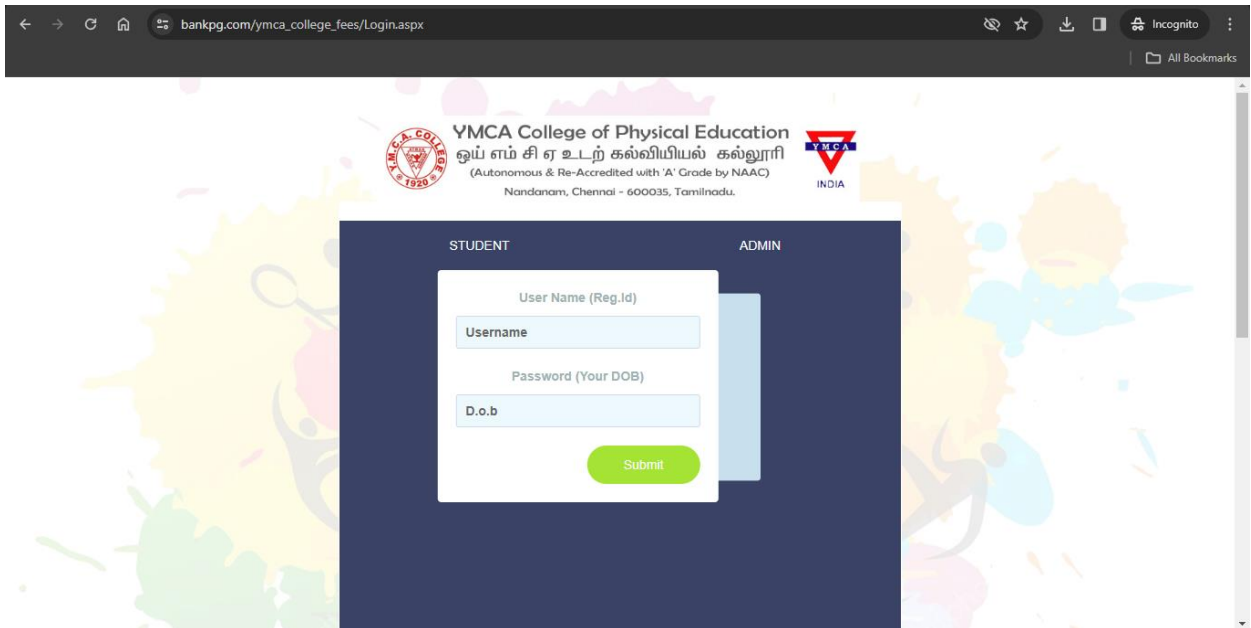 bankpg.com/ymca_college_fees/Login.aspx
Incognito
All Bookmarks
Y.M.C.A. COLLEGE
1920
YMCA College of Physical Education
ஒய் எம் சி ஏ உடற் கல்வியியல் கல்லூரி
(Autonomous & Re-Accredited with 'A' Grade by NAAC)
Nandanam, Chennai - 600035, Tamilnadu.
YMCA
INDIA
STUDENT ADMIN
User Name (Reg.Id)
Username
Password (Your DOB)
D.o.b
Submit